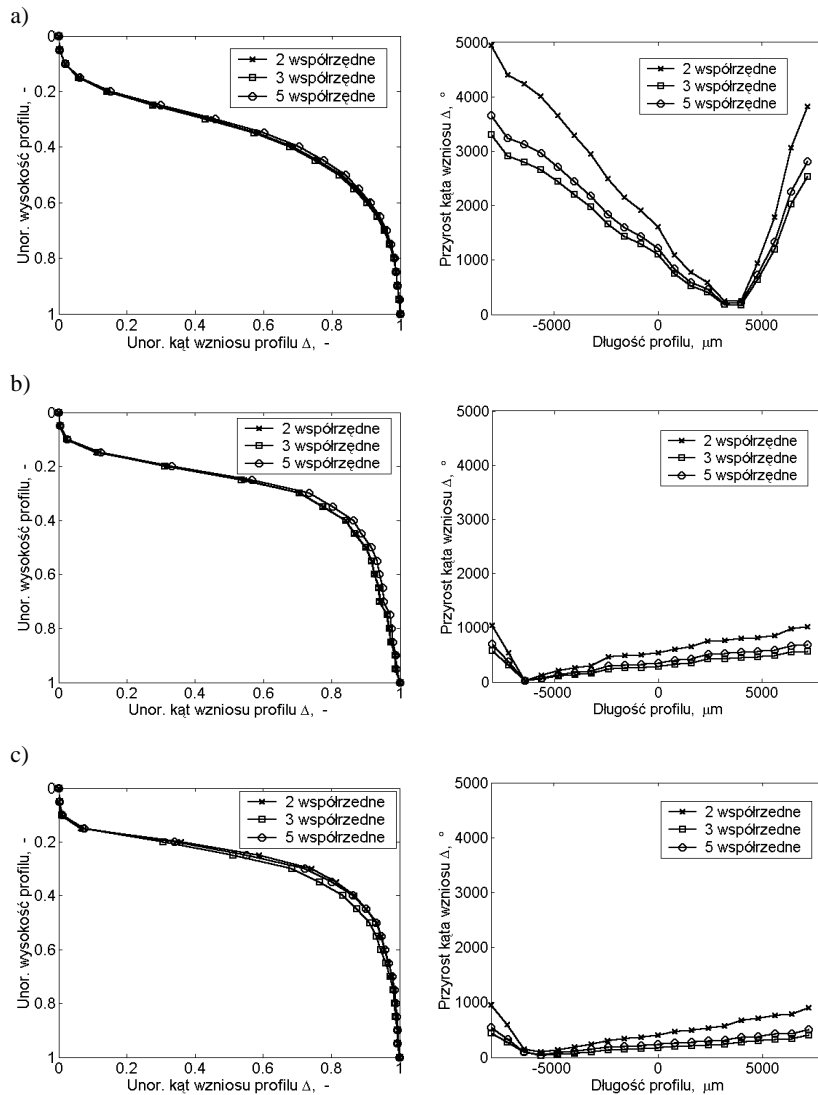 a)
0
0.2
0.4
0.6
0.8
1
Unor. wysokość profilu, -
2 współrzędne
3 współrzędne
5 współrzędne
0 0.2 0.4 0.6 0.8 1
Unor. kąt wzniosu profilu Δ, -
5000
4000
3000
2000
1000
0
Przyrost kąta wzniosu Δ, °
2 współrzędne
3 współrzędne
5 współrzędne
-5000 0 5000
Długość profilu, μm
b)
0
0.2
0.4
0.6
0.8
1
Unor. wysokość profilu, -
2 współrzędne
3 współrzędne
5 współrzędne
0 0.2 0.4 0.6 0.8 1
Unor. kąt wzniosu profilu Δ, -
5000
4000
3000
2000
1000
0
Przyrost kąta wzniosu Δ, °
2 współrzędne
3 współrzędne
5 współrzędne
-5000 0 5000
Długość profilu, μm
c)
0
0.2
0.4
0.6
0.8
1
Unor. wysokość profilu, -
2 współrzedne
3 współrzedne
5 współrzedne
0 0.2 0.4 0.6 0.8 1
Unor. kąt wzniosu profilu Δ, -
5000
4000
3000
2000
1000
0
Przyrost kąta wzniosu Δ, °
2 współrzędne
3 współrzędne
5 współrzędne
-5000 0 5000
Długość profilu, μm